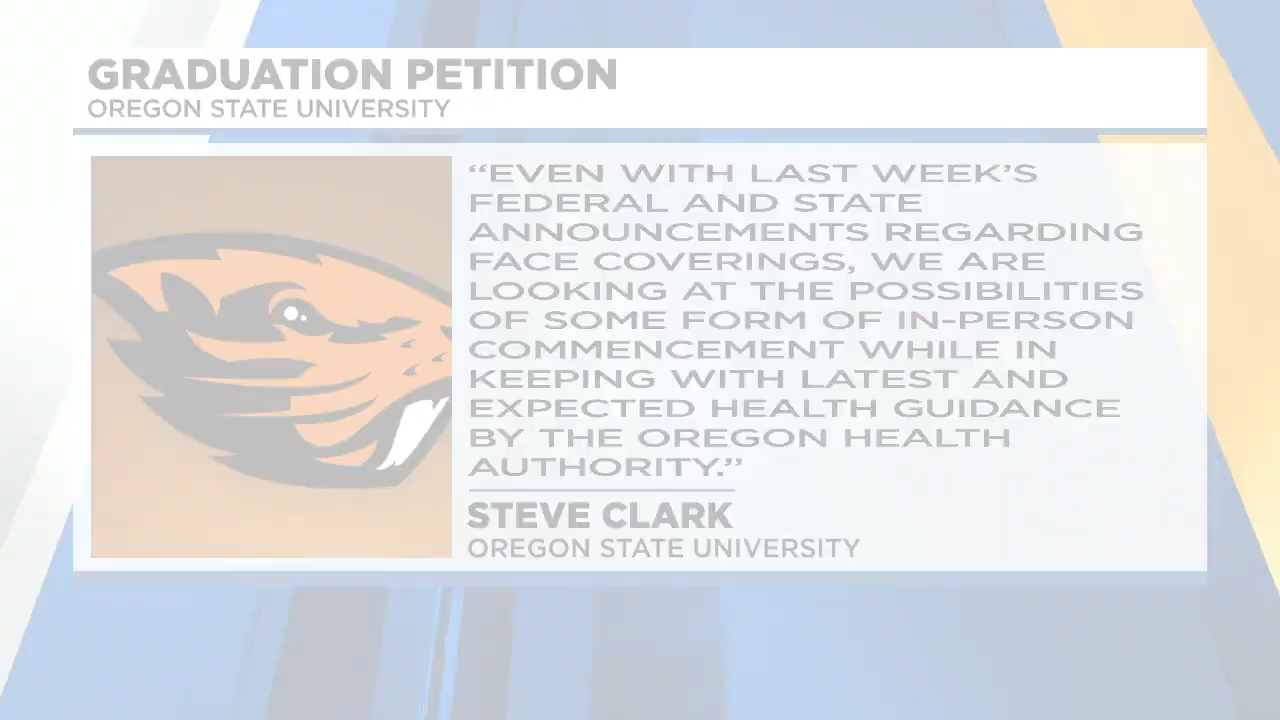 GRADUATION PETITION
OREGON STATE UNIVERSITY
“EVEN WITH LAST WEEK’S
FEDERAL AND STATE
ANNOUNCEMENTS REGARDING
FACE COVERINGS, WE ARE
LOOKING AT THE POSSIBILITIES
OF SOME FORM OF IN-PERSON
COMMENCEMENT WHILE IN
KEEPING WITH LATEST AND
EXPECTED HEALTH GUIDANCE
BY THE OREGON HEALTH
AUTHORITY.”
STEVE CLARK
OREGON STATE UNIVERSITY